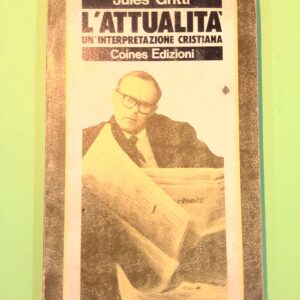 Jules Gritti
L'ATTUALITÀ
UN'INTERPRETAZIONE CRISTIANA
Coines Edizioni